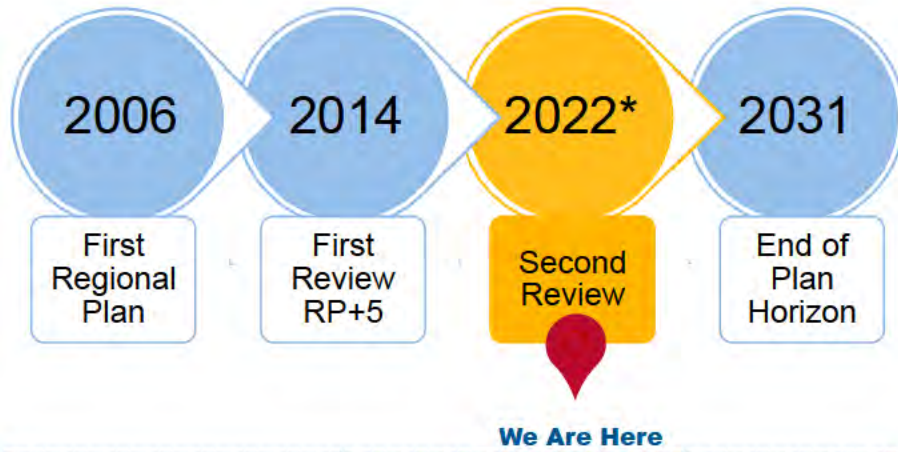 2006
2014
2022*
2031
First
Regional
Plan
First
Review
RP+5
Second
Review
End of
Plan
Horizon
We Are Here